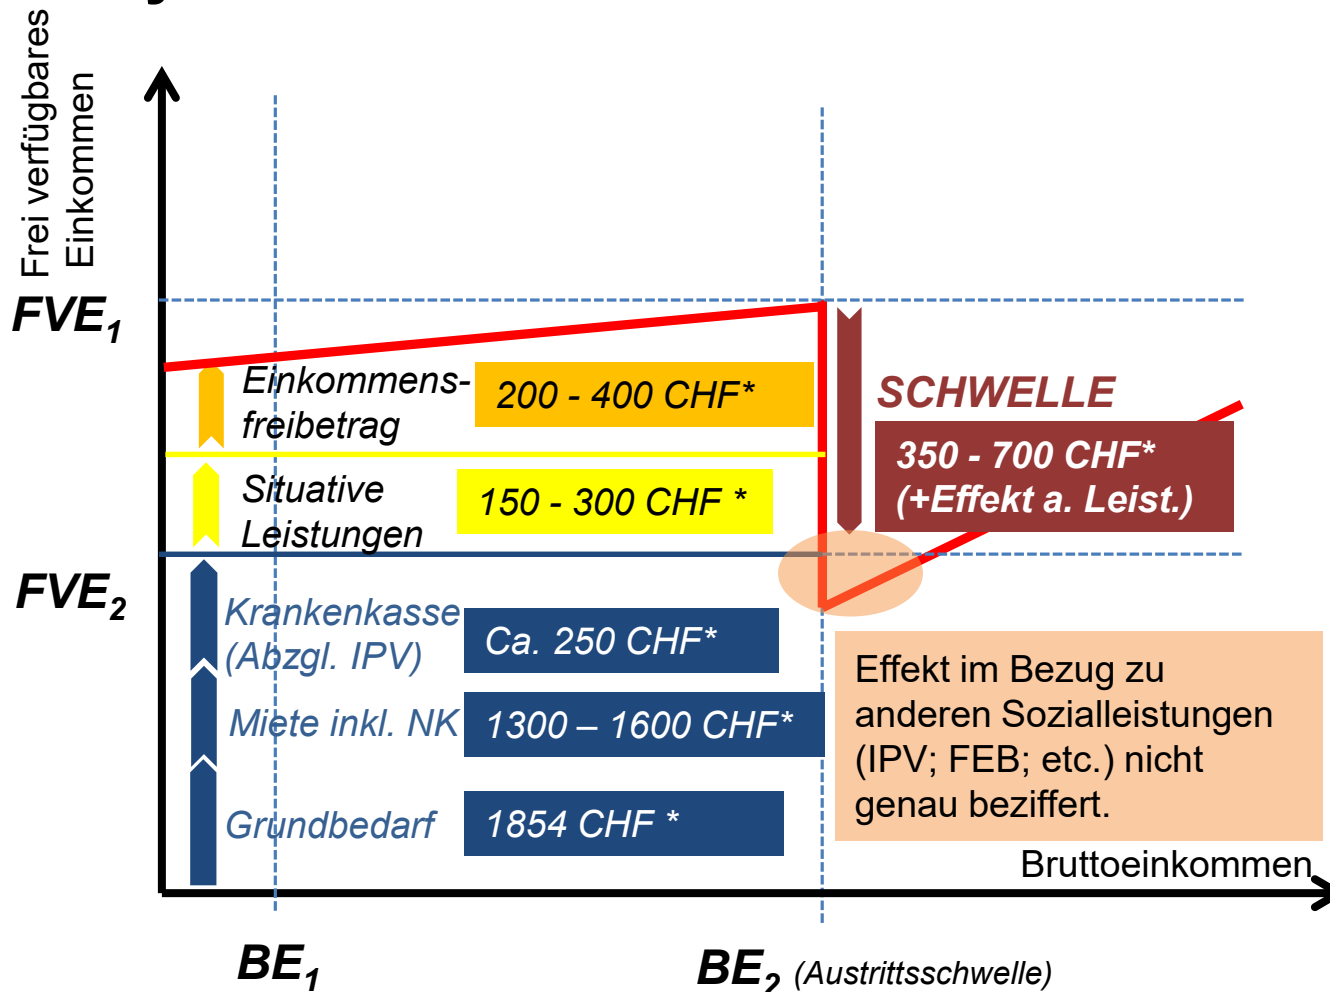 Frei verfügbares
Einkommen
FVE1
Einkommens-
freibetrag
200 - 400 CHF*
SCHWELLE
350 - 700 CHF*
(+Effekt a. Leist.)
Situative
Leistungen
150 - 300 CHF *
FVE2
Krankenkasse
(Abzgl. IPV)
Ca. 250 CHF*
Miete inkl. NK
1300 – 1600 CHF*
Grundbedarf
1854 CHF *
Effekt im Bezug zu
anderen Sozialleistungen
(IPV; FEB; etc.) nicht
genau beziffert.
Bruttoeinkommen
BE1
BE2 (Austrittsschwelle)